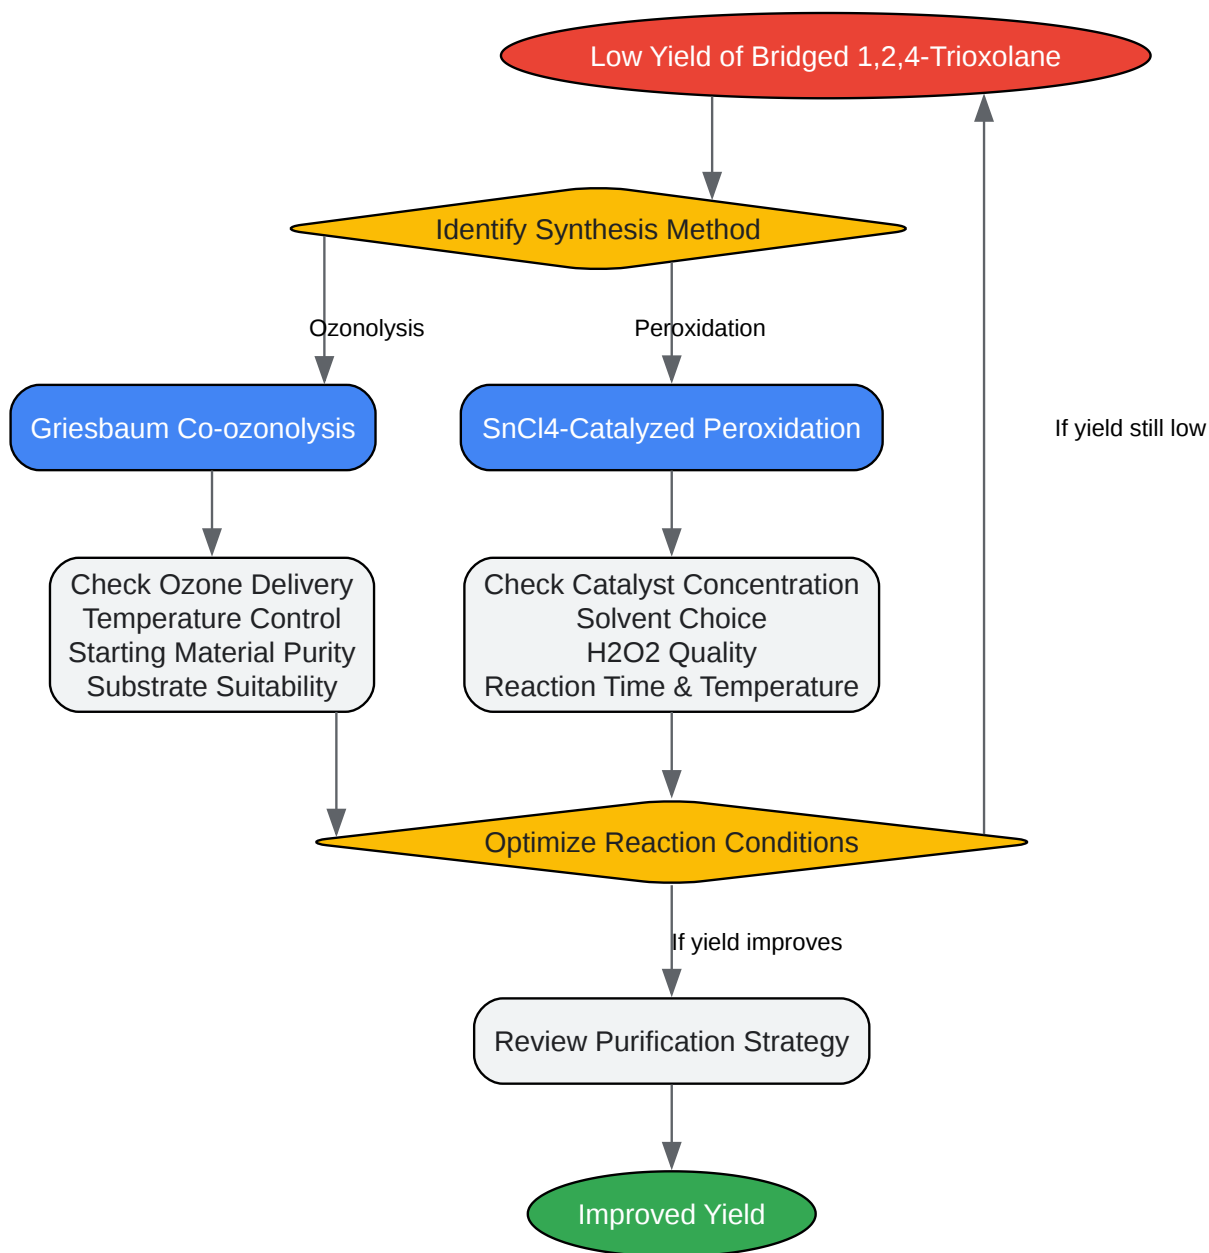 Low Yield of Bridged 1,2,4-Trioxolane
Identify Synthesis Method
Ozonolysis
Peroxidation
Griesbaum Co-ozonolysis
SnCl4-Catalyzed Peroxidation
If yield still low
Check Ozone Delivery
Temperature Control
Starting Material Purity
Substrate Suitability
Check Catalyst Concentration
Solvent Choice
H2O2 Quality
Reaction Time & Temperature
Optimize Reaction Conditions
If yield improves
Review Purification Strategy
Improved Yield